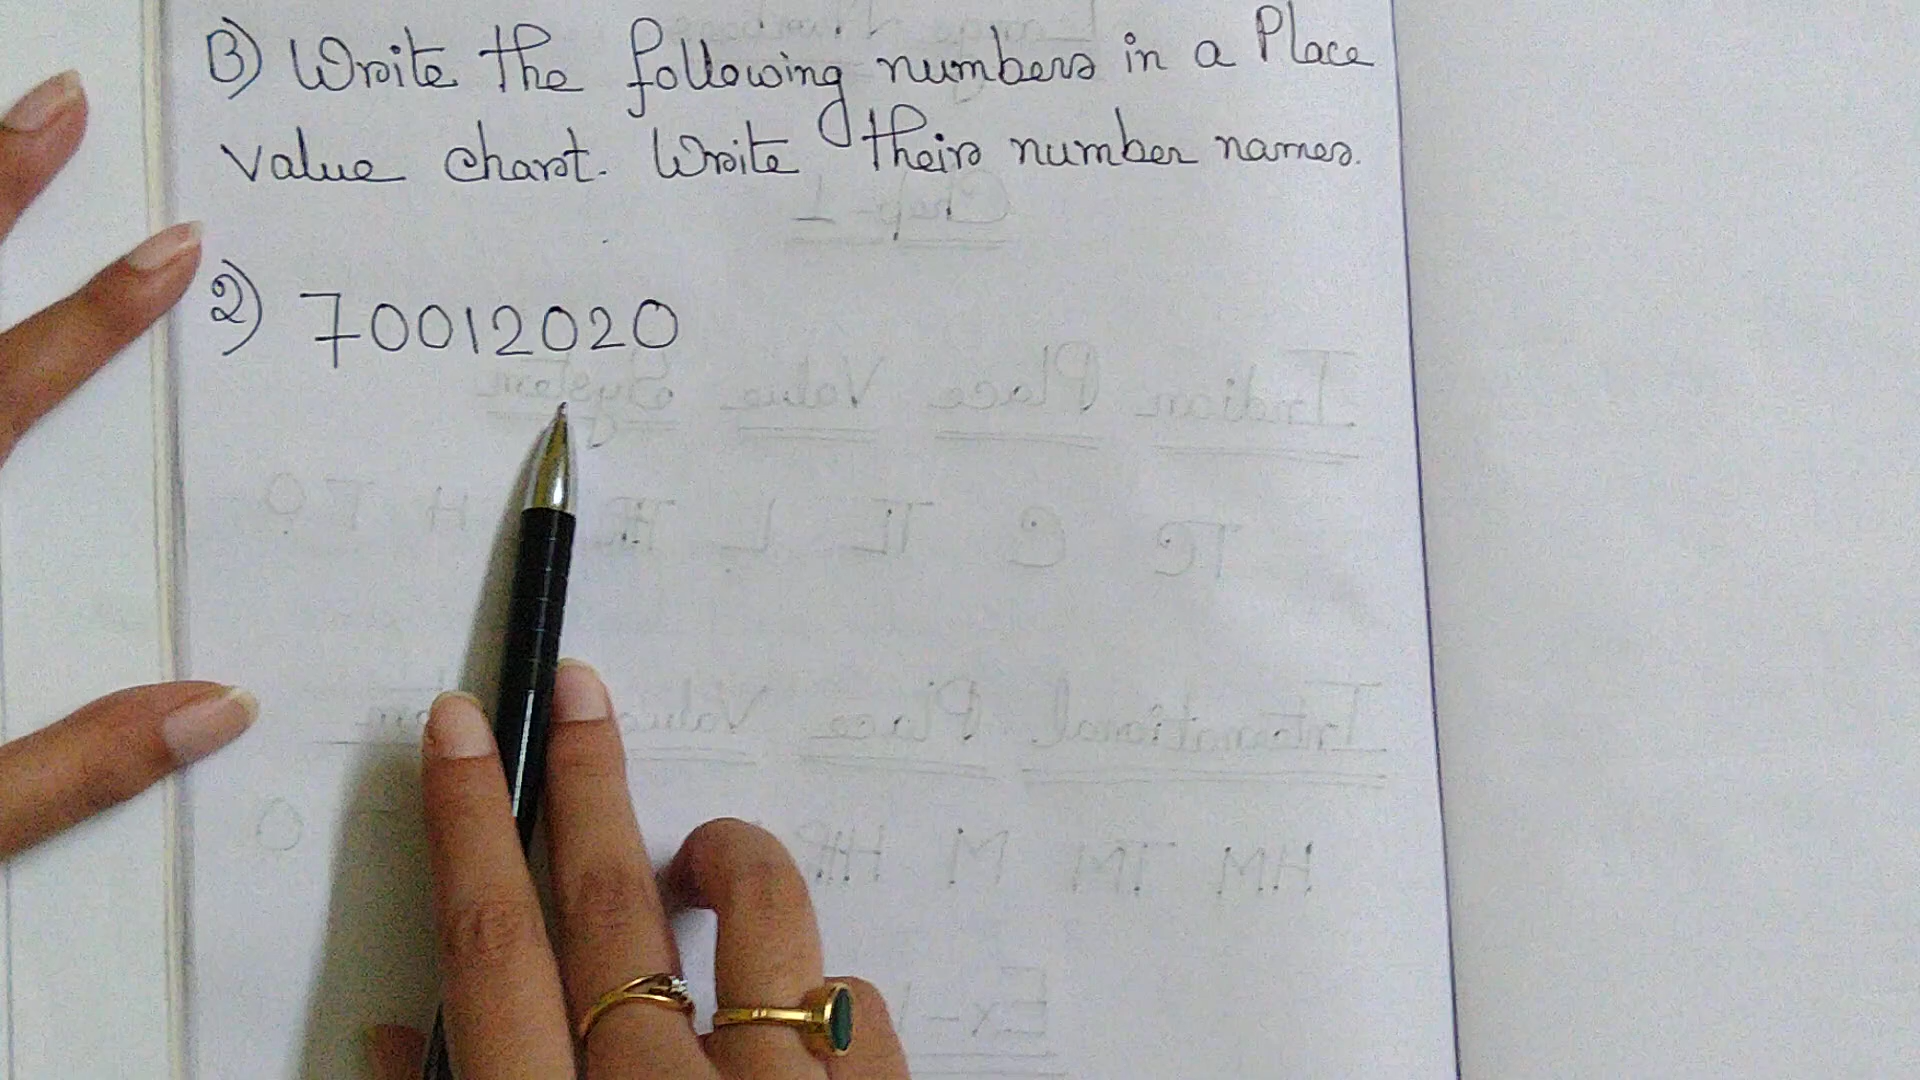 B) Write the following numbers in a Place
value chart. Write their number names.
2) 70012020